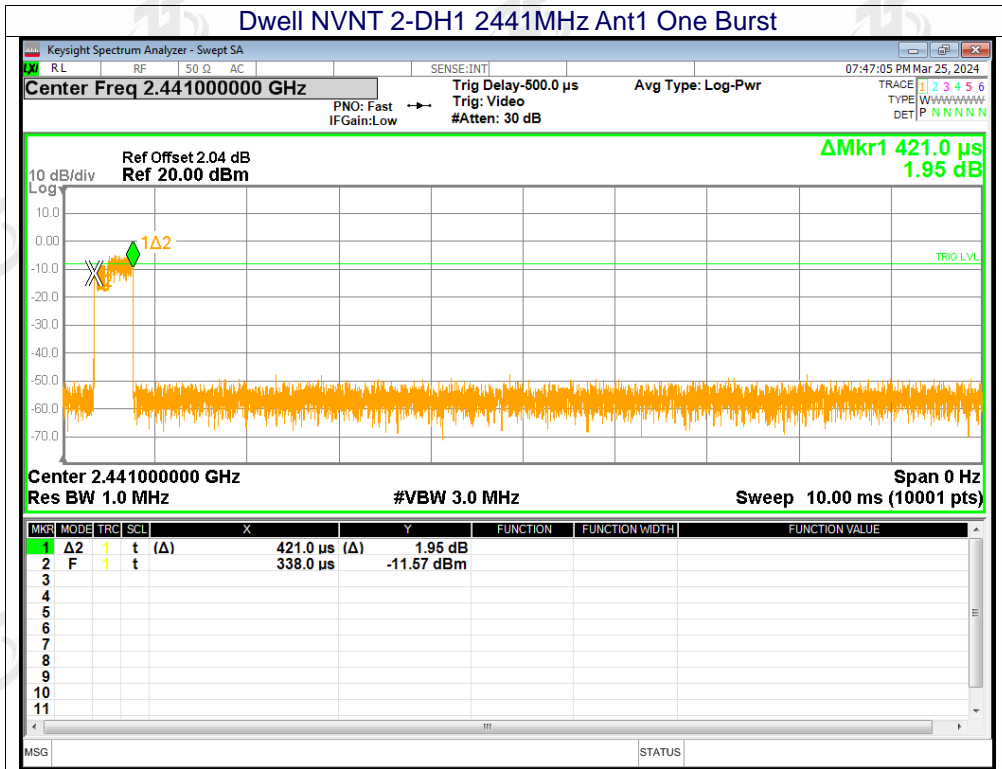 Dwell NVNT 2-DH1 2441MHz Ant1 One Burst
Keysight Spectrum Analyzer - Swept SA
LXI RL RF 50 Ω AC SENSE:INT 07:47:05 PM Mar 25, 2024
Center Freq 2.441000000 GHz Trig Delay-500.0 µs Avg Type: Log-Pwr TRACE 1 2 3 4 5 6
PNO: Fast Trig: Video TYPE WWWWWWW
IFGain:Low #Atten: 30 dB DET P N N N N N
ΔMkr1 421.0 µs
1.95 dB
Ref Offset 2.04 dB
10 dB/div Ref 20.00 dBm
Log
10.0
0.00
1Δ2
TRIG LVL
-10.0
-20.0
-30.0
-40.0
-50.0
-60.0
-70.0
Center 2.441000000 GHz Span 0 Hz
Res BW 1.0 MHz #VBW 3.0 MHz Sweep 10.00 ms (10001 pts)
MKR MODE TRC SCL X Y FUNCTION FUNCTION WIDTH FUNCTION VALUE
1 Δ2 1 t (Δ) 421.0 µs (Δ) 1.95 dB
2 F 1 t 338.0 µs -11.57 dBm
3
4
5
6
7
8
9
10
11
MSG STATUS